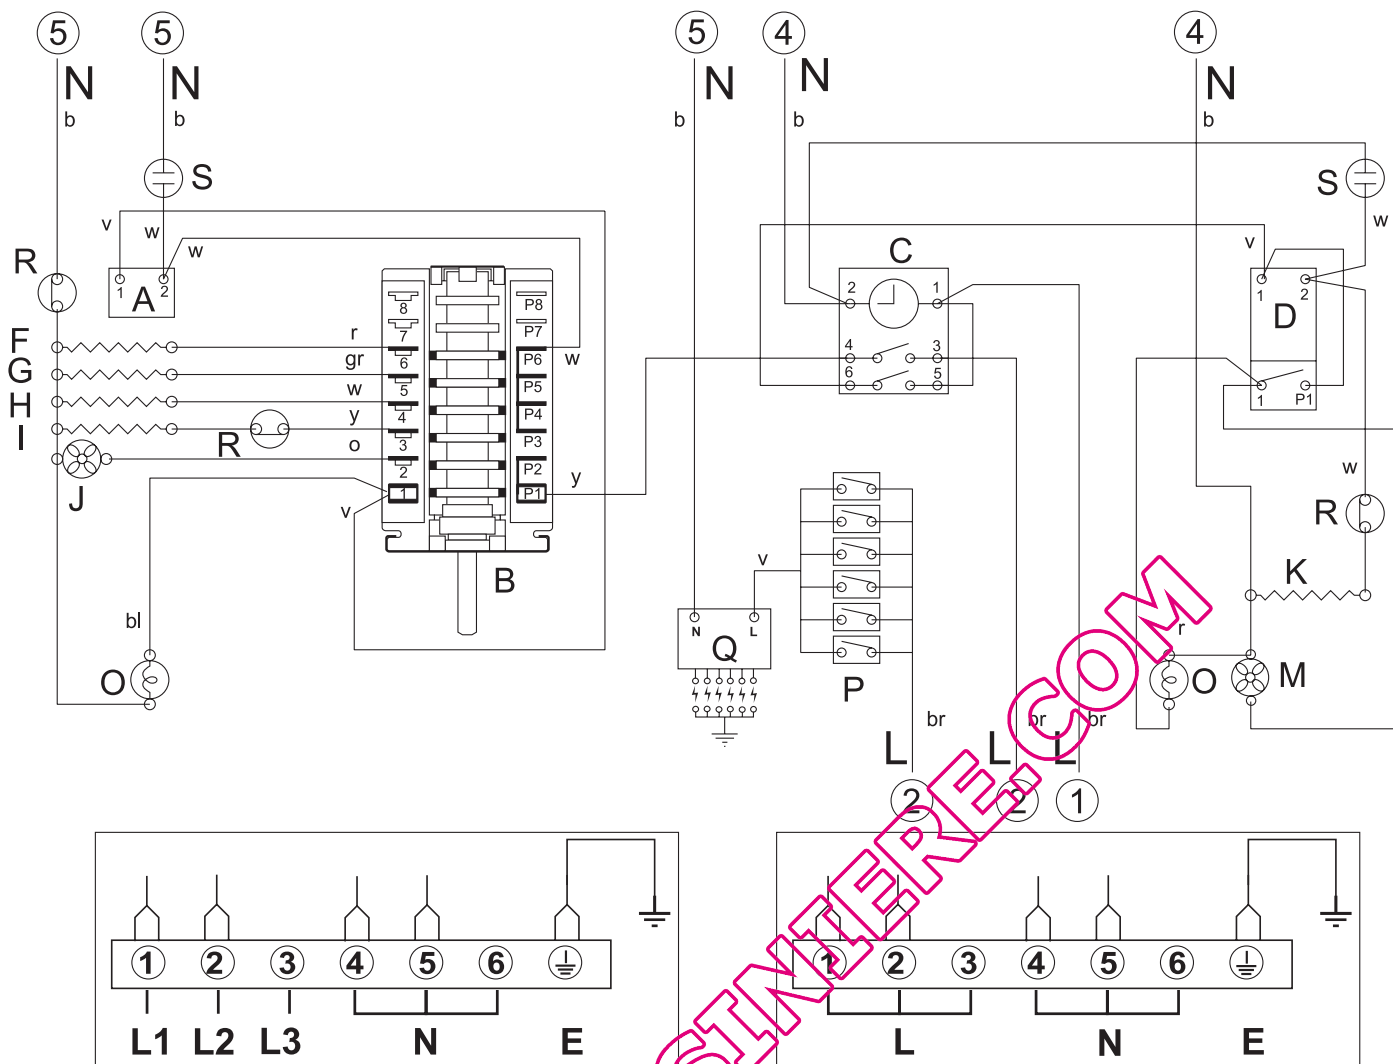 5 5 5 4 4
N N N N N
b b b b b
S S
v w w w
R C v
1 A 2 2 1 1 2
D
F r 8 P8
G gr 7 P7
H w 6 P6 w 4 3
I y 5 P5 6 5 1 P1
R o 4 P4
3 P3
J 2 P2 w
v 1 P1 y R
B v K
bl N L r
O Q P O M
br br br
L L L
2 2 1
SINTERE.COM
1 2 3 4 5 6
L1 L2 L3 N E
1 2 3 4 5 6
L N E